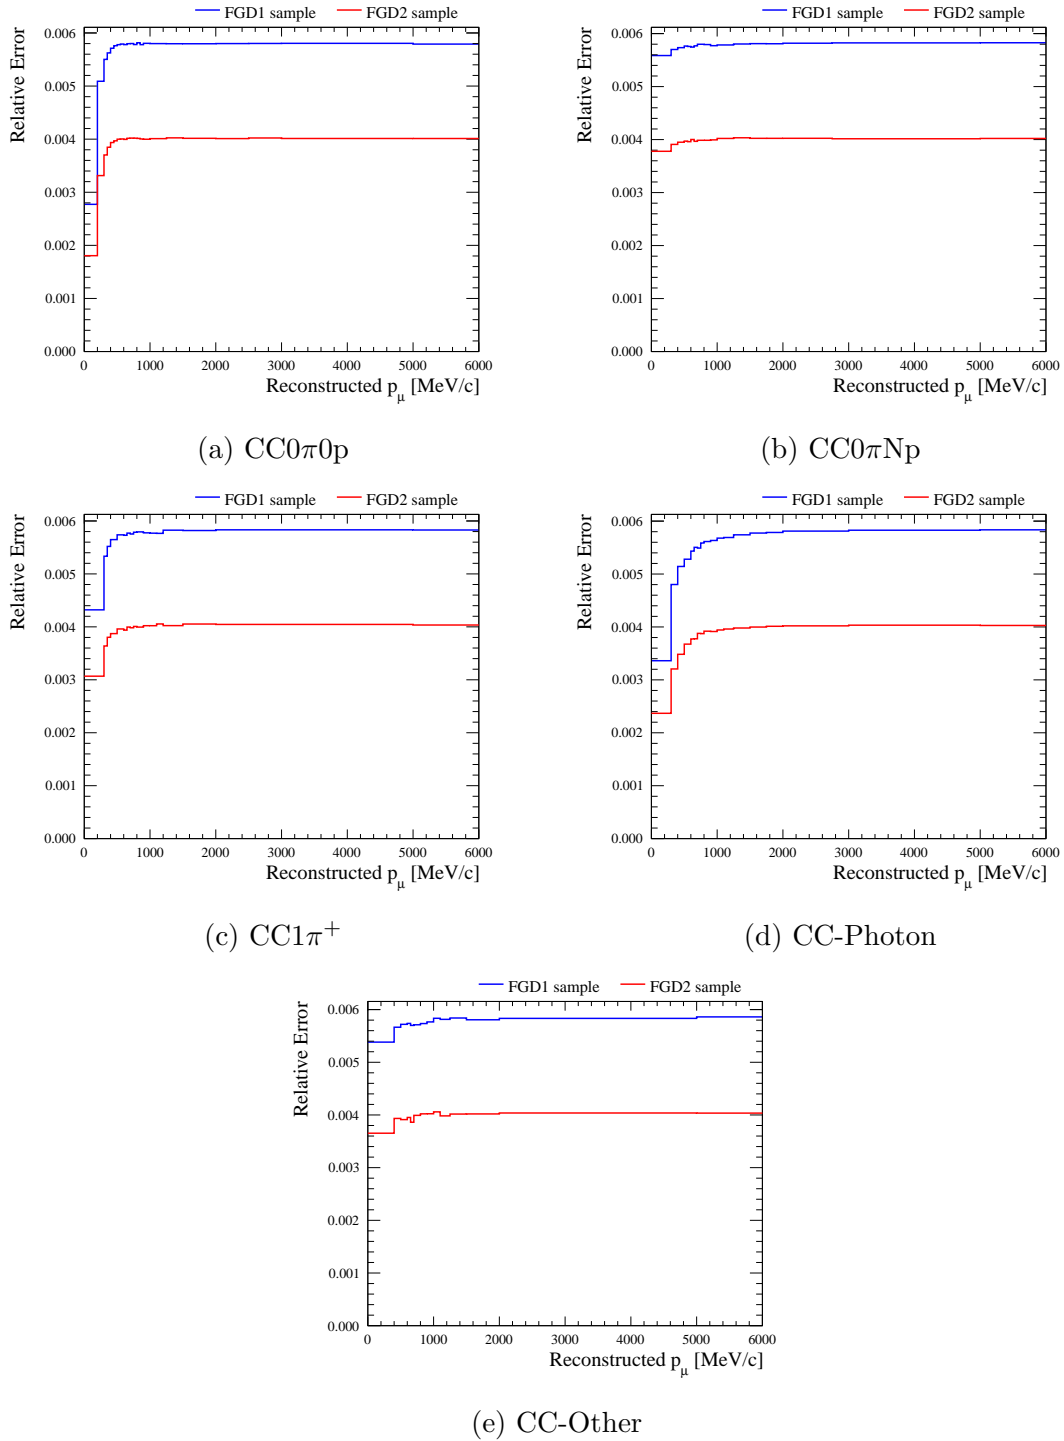 FGD1 sample FGD2 sample
Relative Error
0.006
0.005
0.004
0.003
0.002
0.001
0.000
0 1000 2000 3000 4000 5000 6000
Reconstructed pμ [MeV/c]
(a) CC0π0p
FGD1 sample FGD2 sample
Relative Error
0.006
0.005
0.004
0.003
0.002
0.001
0.000
0 1000 2000 3000 4000 5000 6000
Reconstructed pμ [MeV/c]
(b) CC0πNp
FGD1 sample FGD2 sample
Relative Error
0.006
0.005
0.004
0.003
0.002
0.001
0.000
0 1000 2000 3000 4000 5000 6000
Reconstructed pμ [MeV/c]
(c) CC1π+
FGD1 sample FGD2 sample
Relative Error
0.006
0.005
0.004
0.003
0.002
0.001
0.000
0 1000 2000 3000 4000 5000 6000
Reconstructed pμ [MeV/c]
(d) CC-Photon
FGD1 sample FGD2 sample
Relative Error
0.006
0.005
0.004
0.003
0.002
0.001
0.000
0 1000 2000 3000 4000 5000 6000
Reconstructed pμ [MeV/c]
(e) CC-Other